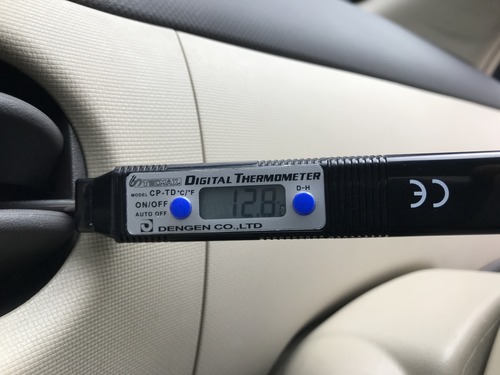 DIGITAL THERMOMETER
MODEL CP-TD °C/°F
D-H
ON/OFF
AUTO OFF
12.8°C
DENGEN CO.,LTD
CE